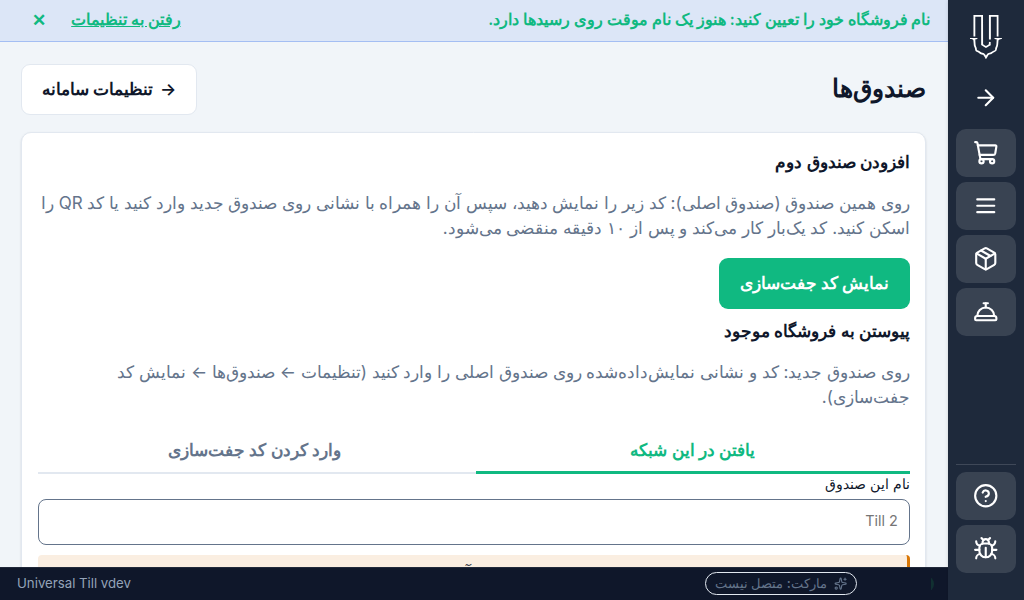 نام فروشگاه خود را تعیین کنید: هنوز یک نام موقت روی رسیدها دارد.
رفتن به تنظیمات ✕
صندوق‌ها
→ تنظیمات سامانه
افزودن صندوق دوم
روی همین صندوق (صندوق اصلی): کد زیر را نمایش دهید، سپس آن را همراه با نشانی روی صندوق جدید وارد کنید یا کد QR را
اسکن کنید. کد یک‌بار کار می‌کند و پس از ۱۰ دقیقه منقضی می‌شود.
نمایش کد جفت‌سازی
پیوستن به فروشگاه موجود
روی صندوق جدید: کد و نشانی نمایش‌داده‌شده روی صندوق اصلی را وارد کنید (تنظیمات ← صندوق‌ها ← نمایش کد
جفت‌سازی).
یافتن در این شبکه
وارد کردن کد جفت‌سازی
نام این صندوق
Till 2
مارکت: متصل نیست
Universal Till vdev